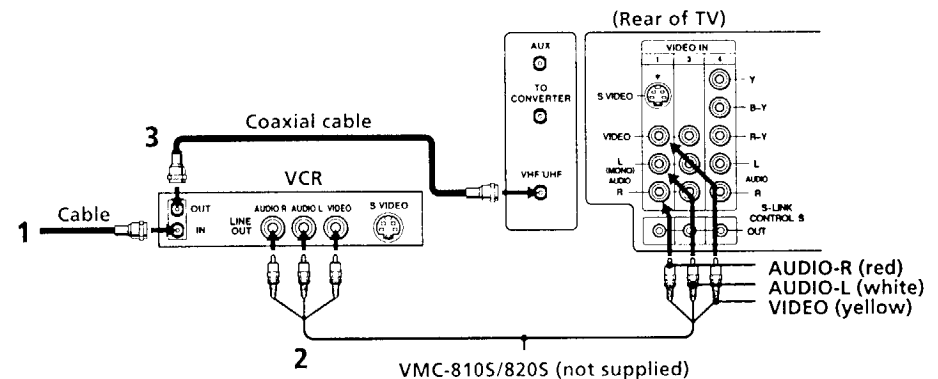 (Rear of TV)
AUX
TO
CONVERTER
VHF/UHF
VIDEO IN
1 3 4
S VIDEO
Y
B–Y
VIDEO
R–Y
L
(MONO)
AUDIO
R
L
AUDIO
R
S-LINK
CONTROL S
OUT
3
Coaxial cable
VCR
1
Cable
OUT
IN
LINE
OUT
AUDIO R AUDIO L VIDEO
S VIDEO
AUDIO-R (red)
AUDIO-L (white)
VIDEO (yellow)
2
VMC-810S/820S (not supplied)